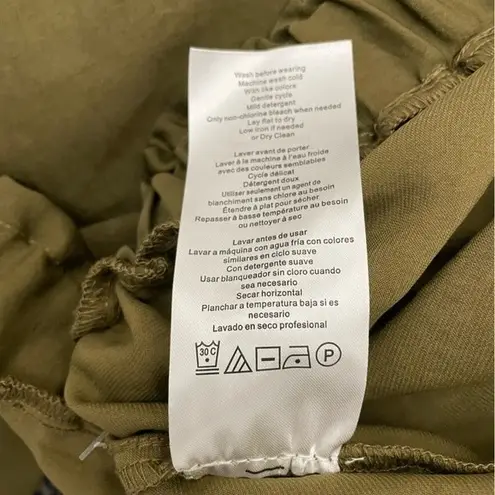 Wash before wearing
Machine wash cold
With like colors
Gentle cycle
Mild detergent
Only non-chlorine bleach when needed
Lay flat to dry
Low iron if needed
or Dry Clean
Laver avant de porter
Laver à la machine à l'eau froide
avec des couleurs semblables
Cycle délicat
Détergent doux
Utiliser seulement un agent de
blanchiment sans chlore au besoin
Étendre à plat pour sécher
Repasser à basse température au besoin
ou nettoyer à sec
Lavar antes de usar
Lavar a máquina con agua fría con colores
similares en ciclo suave
Con detergente suave
Usar blanqueador sin cloro cuando
sea necesario
Secar horizontal
Planchar a temperatura baja si es
necesario
Lavado en seco profesional
30 C P